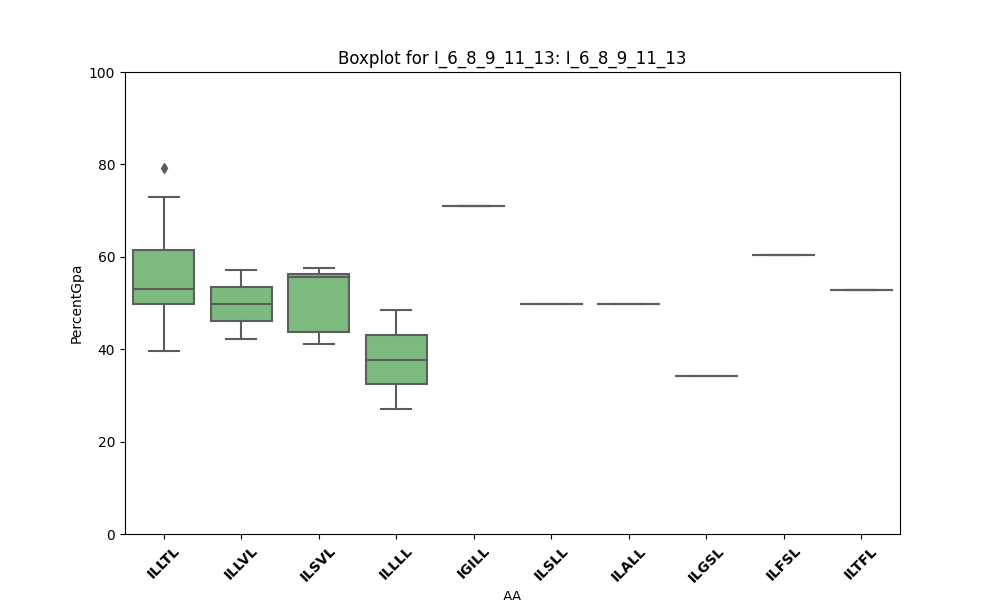 Boxplot for I_6_8_9_11_13: I_6_8_9_11_13
100
80
60
40
20
0
PercentGpa
ILLTL
ILLVL
ILSVL
ILLLL
IGILL
ILSLL
ILALL
ILGSL
ILFSL
ILTFL
AA